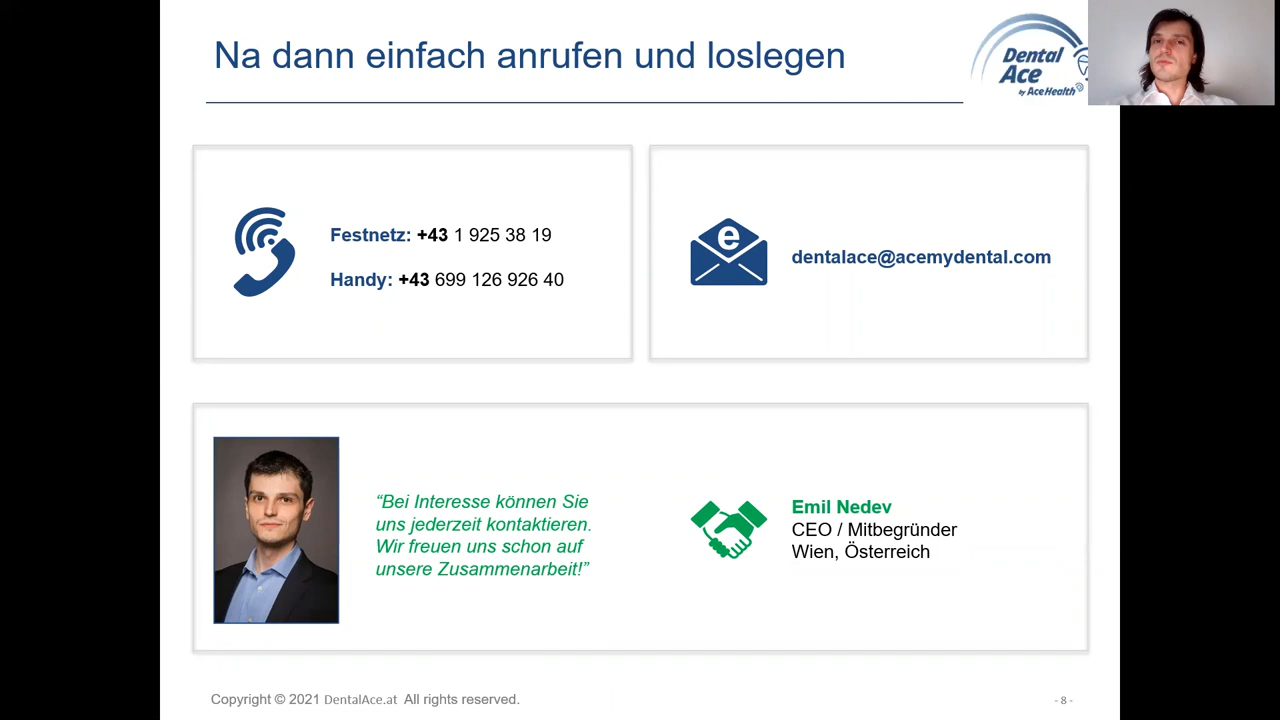 Na dann einfach anrufen und loslegen
Dental
Ace
by AceHealth
Festnetz: +43 1 925 38 19
Handy: +43 699 126 926 40
e
dentalace@acemydental.com
“Bei Interesse können Sie
uns jederzeit kontaktieren.
Wir freuen uns schon auf
unsere Zusammenarbeit!”
Emil Nedev
CEO / Mitbegründer
Wien, Österreich
Copyright © 2021 DentalAce.at All rights reserved.
- 8 -